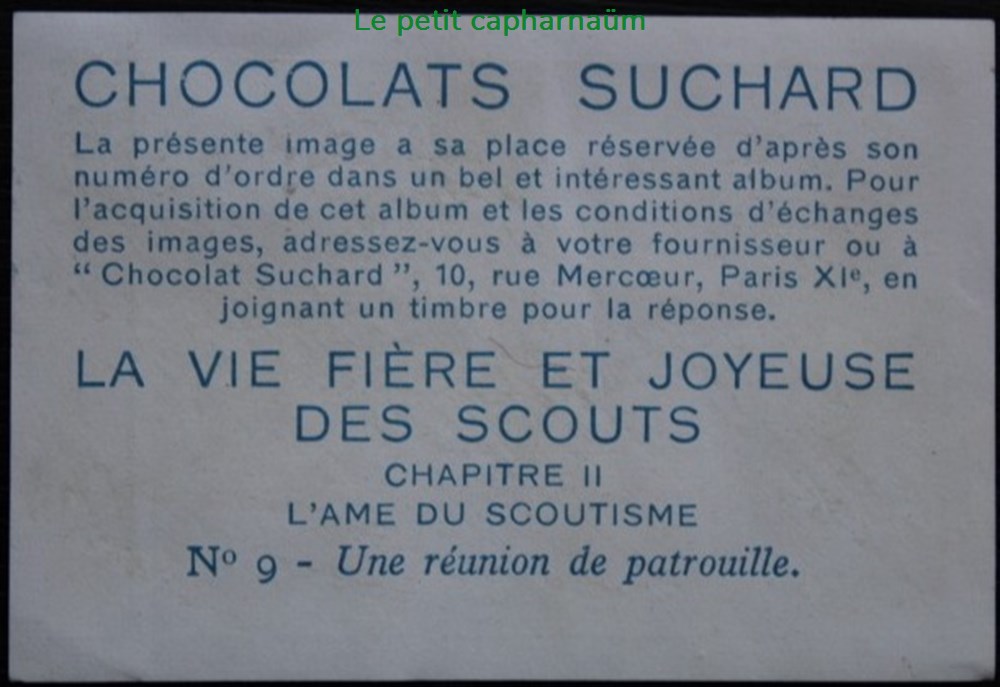 Le petit capharnaüm
CHOCOLATS SUCHARD
La présente image a sa place réservée d'après son
numéro d'ordre dans un bel et intéressant album. Pour
l'acquisition de cet album et les conditions d'échanges
des images, adressez-vous à votre fournisseur ou à
“ Chocolat Suchard ”, 10, rue Mercœur, Paris XIᵉ, en
joignant un timbre pour la réponse.
LA VIE FIÈRE ET JOYEUSE
DES SCOUTS
CHAPITRE II
L'AME DU SCOUTISME
Nº 9 - Une réunion de patrouille.